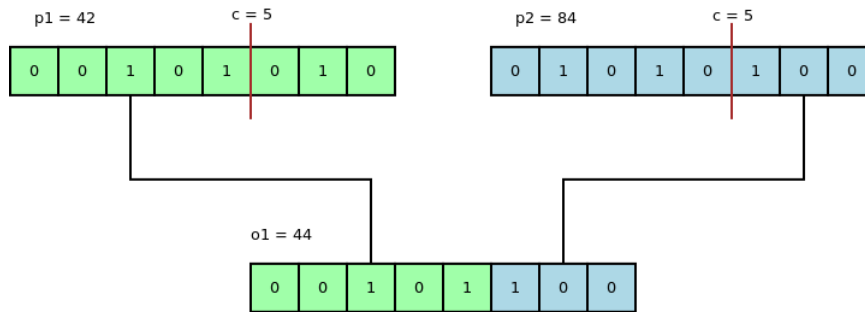 p1 = 42
c = 5
p2 = 84
c = 5
0 0 1 0 1 0 1 0
0 1 0 1 0 1 0 0
o1 = 44
0 0 1 0 1 1 0 0